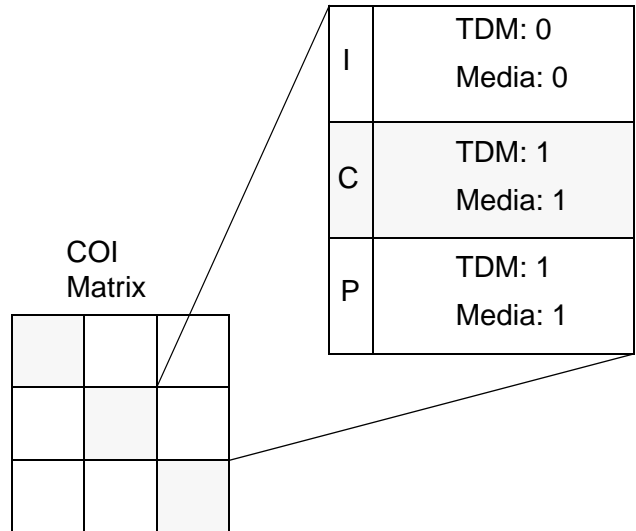 I
TDM: 0
Media: 0
C
TDM: 1
Media: 1
P
TDM: 1
Media: 1
COI
Matrix